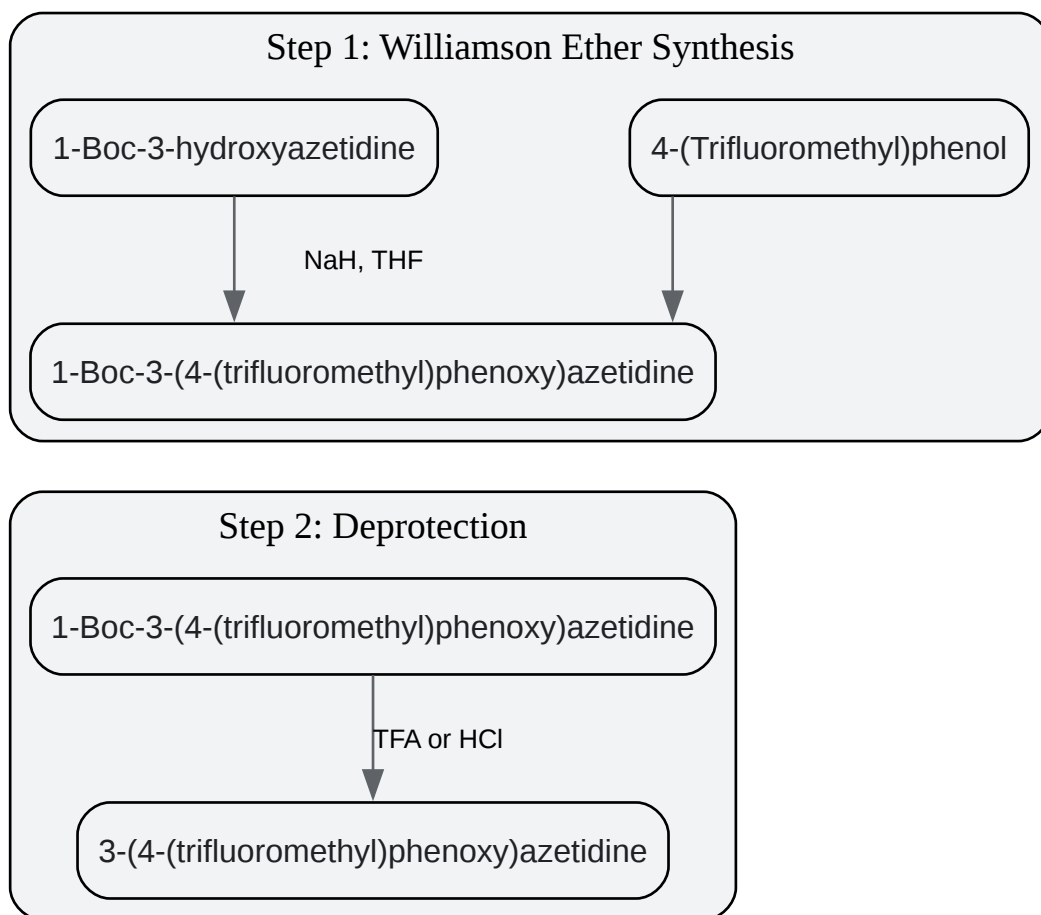 Step 1: Williamson Ether Synthesis
1-Boc-3-hydroxyazetidine
4-(Trifluoromethyl)phenol
NaH, THF
1-Boc-3-(4-(trifluoromethyl)phenoxy)azetidine
Step 2: Deprotection
1-Boc-3-(4-(trifluoromethyl)phenoxy)azetidine
TFA or HCl
3-(4-(trifluoromethyl)phenoxy)azetidine